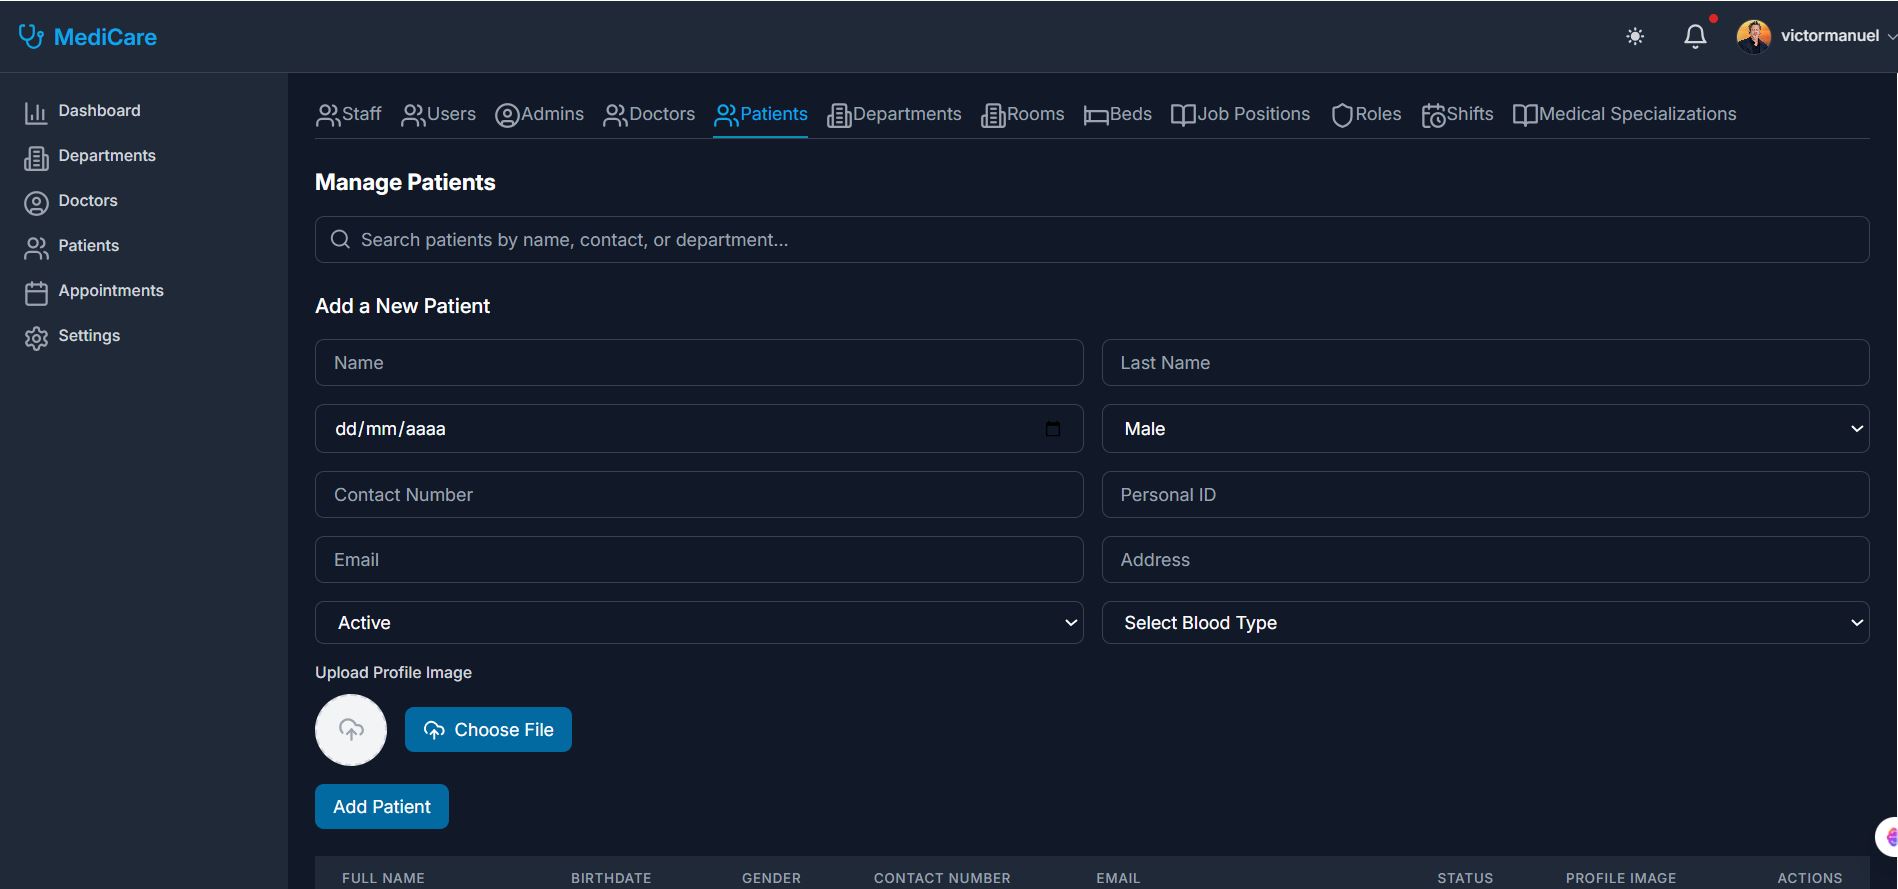 MediCare
victormanuel
Dashboard
Departments
Doctors
Patients
Appointments
Settings
Staff Users Admins Doctors Patients Departments Rooms Beds Job Positions Roles Shifts Medical Specializations
Manage Patients
Search patients by name, contact, or department...
Add a New Patient
Name Last Name
dd/mm/aaaa Male
Contact Number Personal ID
Email Address
Active Select Blood Type
Upload Profile Image
Choose File
Add Patient
FULL NAME BIRTHDATE GENDER CONTACT NUMBER EMAIL STATUS PROFILE IMAGE ACTIONS